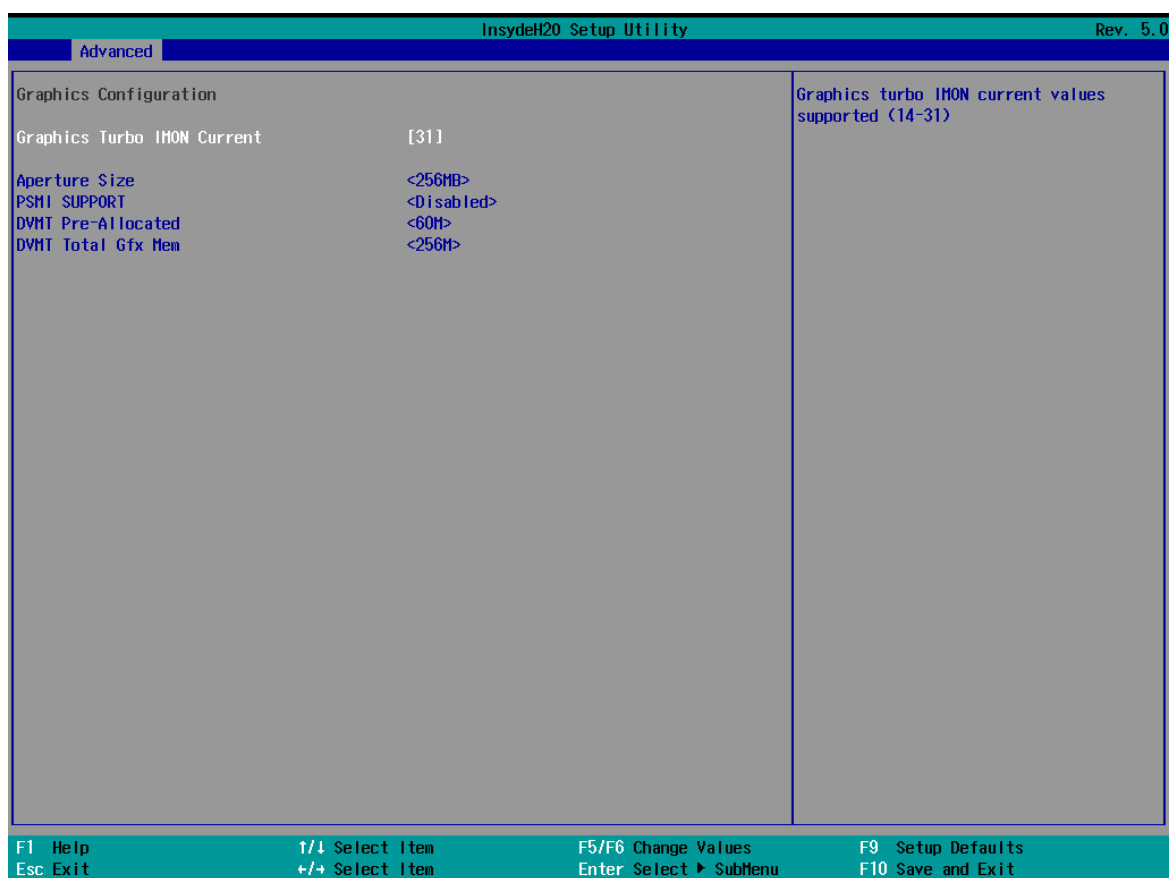 InsydeH20 Setup Utility Rev. 5.0
Advanced
Graphics Configuration
Graphics Turbo IMON Current [31]
Aperture Size <256MB>
PSMI SUPPORT <Disabled>
DVMT Pre-Allocated <60M>
DVMT Total Gfx Mem <256M>
Graphics turbo IMON current values
supported (14-31)
F1 Help ↑/↓ Select Item F5/F6 Change Values F9 Setup Defaults
Esc Exit ←/→ Select Item Enter Select ▶ SubMenu F10 Save and Exit